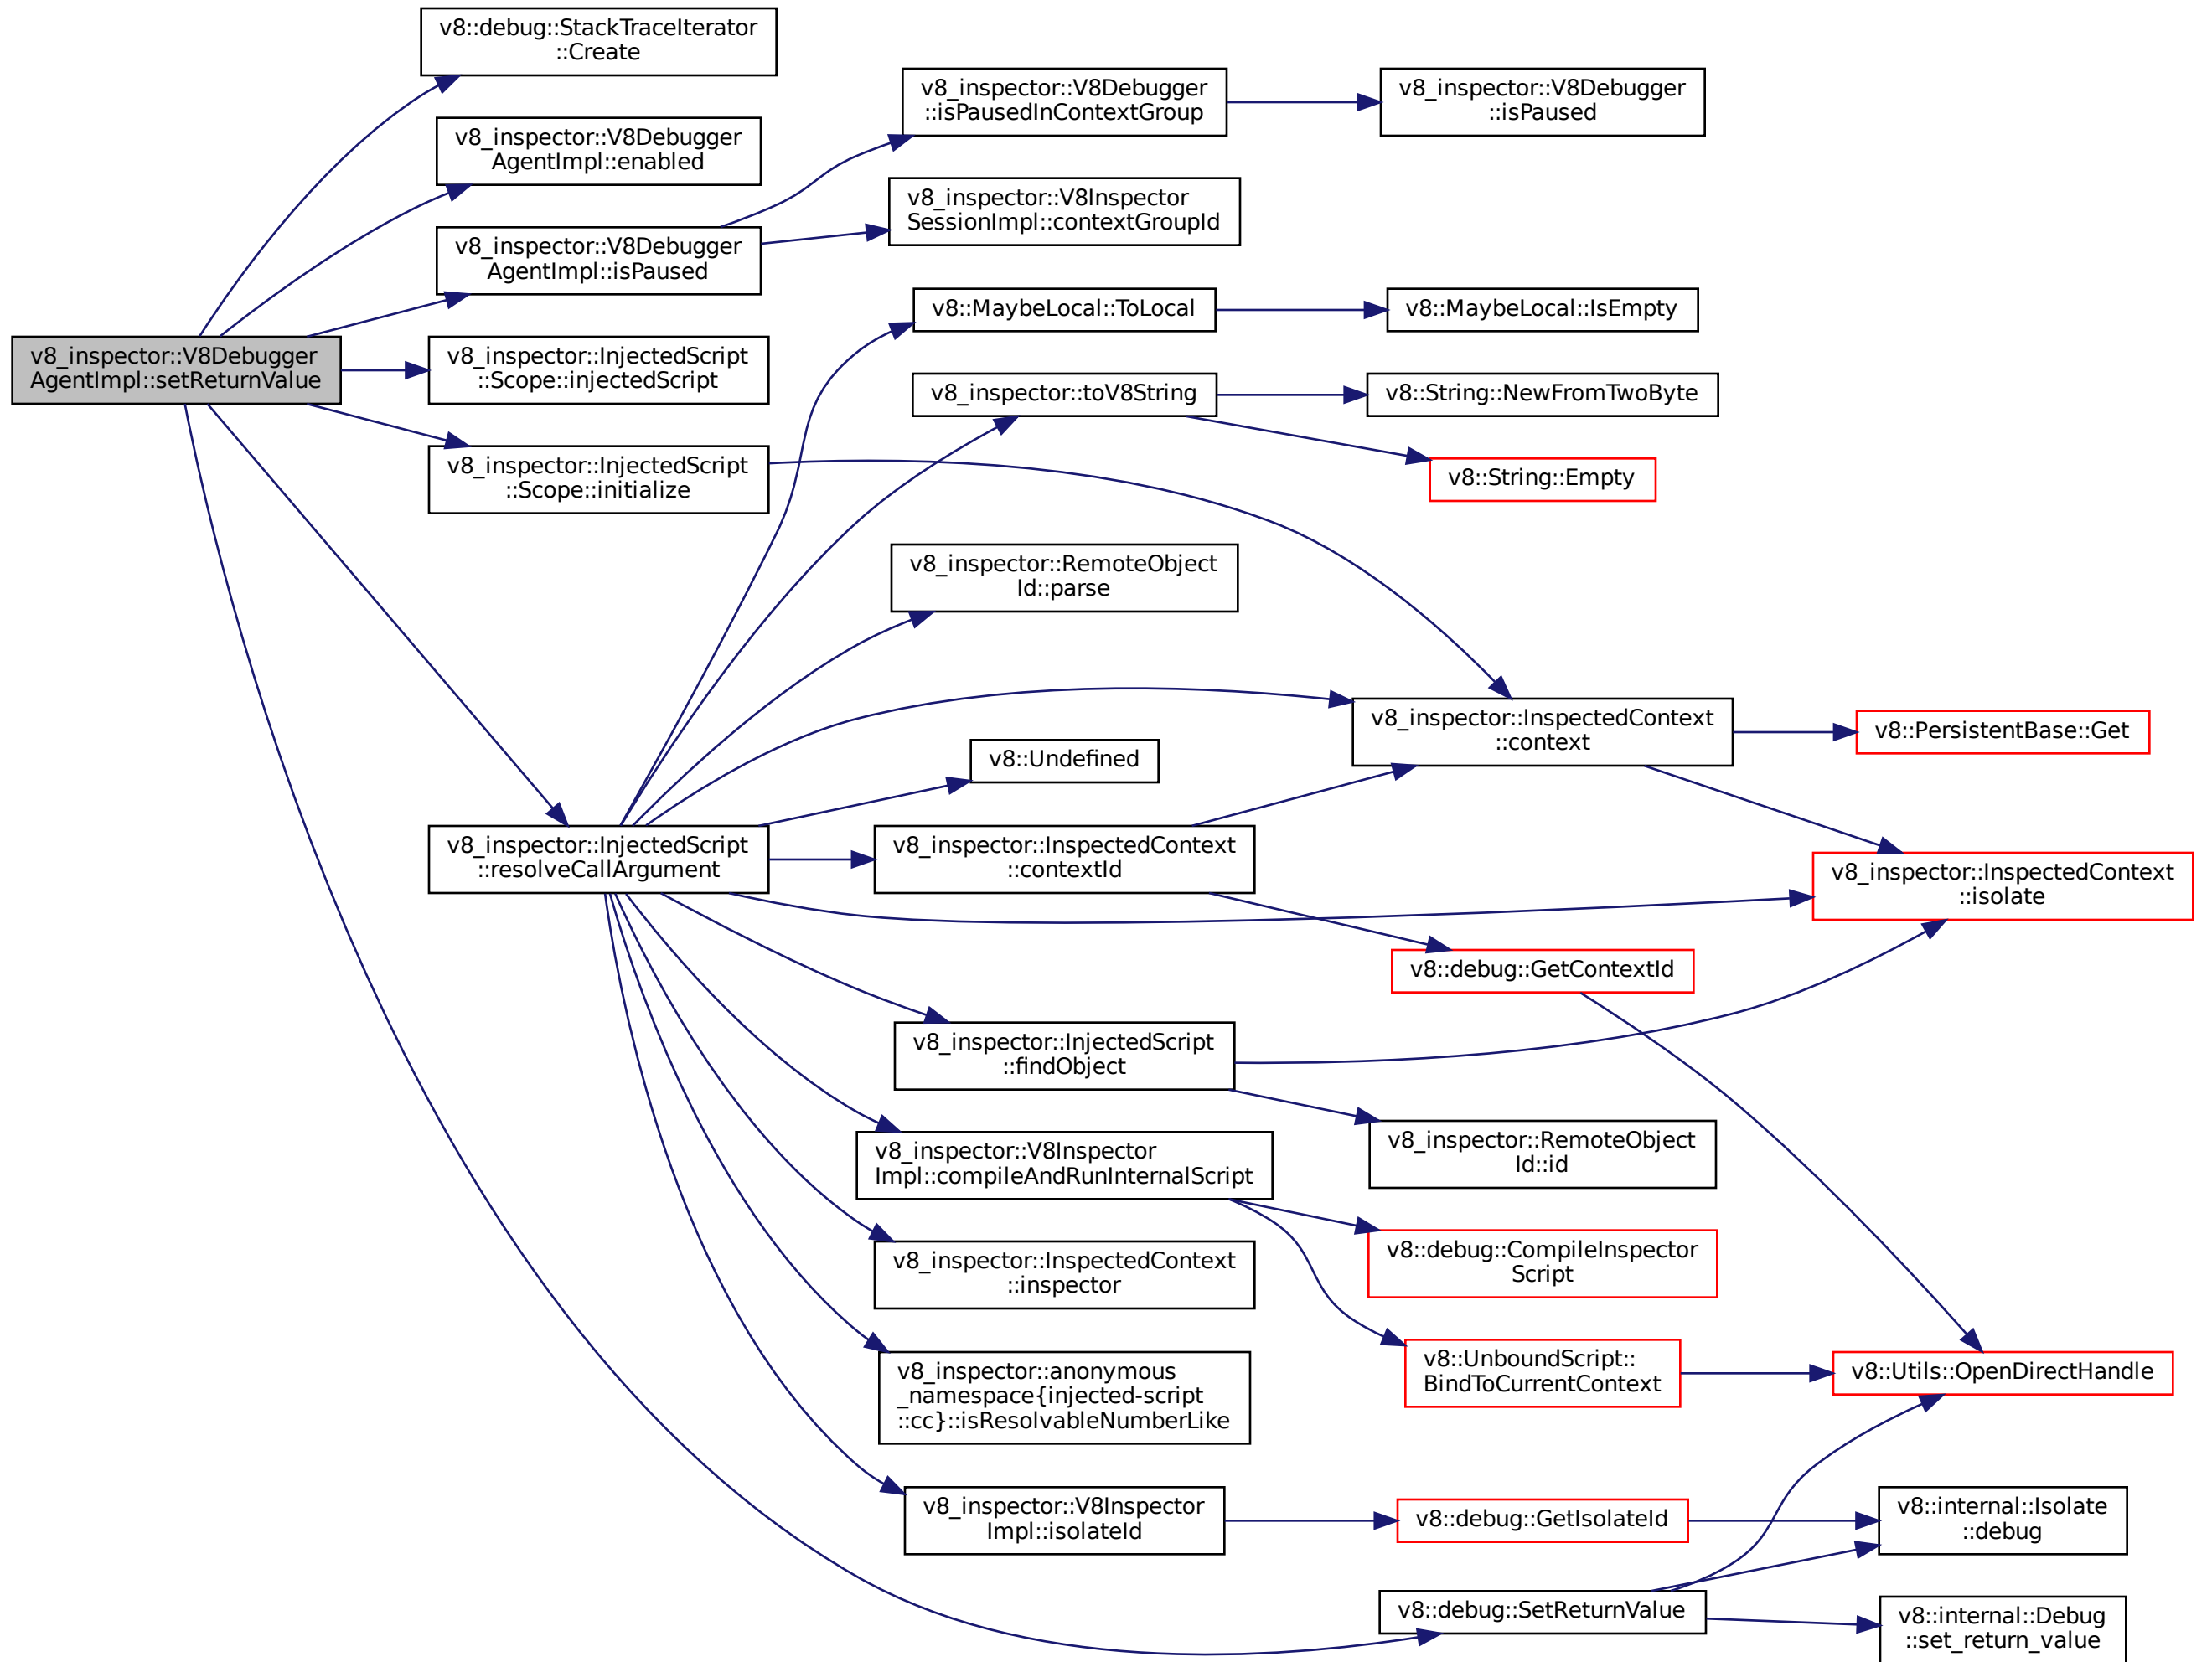 v8::debug::StackTraceIterator
::Create
v8_inspector::V8Debugger
::isPausedInContextGroup
v8_inspector::V8Debugger
::isPaused
v8_inspector::V8Debugger
AgentImpl::enabled
v8_inspector::V8Inspector
SessionImpl::contextGroupId
v8_inspector::V8Debugger
AgentImpl::isPaused
v8::MaybeLocal::ToLocal
v8::MaybeLocal::IsEmpty
v8_inspector::V8Debugger
AgentImpl::setReturnValue
v8_inspector::InjectedScript
::Scope::injectedScript
v8_inspector::toV8String
v8::String::NewFromTwoByte
v8_inspector::InjectedScript
::Scope::initialize
v8::String::Empty
v8_inspector::RemoteObject
Id::parse
v8_inspector::InspectedContext
::context
v8::PersistentBase::Get
v8::Undefined
v8_inspector::InjectedScript
::resolveCallArgument
v8_inspector::InspectedContext
::contextId
v8_inspector::InspectedContext
::isolate
v8::debug::GetContextId
v8_inspector::InjectedScript
::findObject
v8_inspector::RemoteObject
Id::id
v8_inspector::V8Inspector
Impl::compileAndRunInternalScript
v8::debug::CompileInspector
Script
v8_inspector::InspectedContext
::inspector
v8::UnboundScript::
BindToCurrentContext
v8::Utils::OpenDirectHandle
v8_inspector::anonymous
_namespace{injected-script
::cc}::isResolvableNumberLike
v8_inspector::V8Inspector
Impl::isolateId
v8::debug::GetIsolateId
v8::internal::Isolate
::debug
v8::debug::SetReturnValue
v8::internal::Debug
::set_return_value